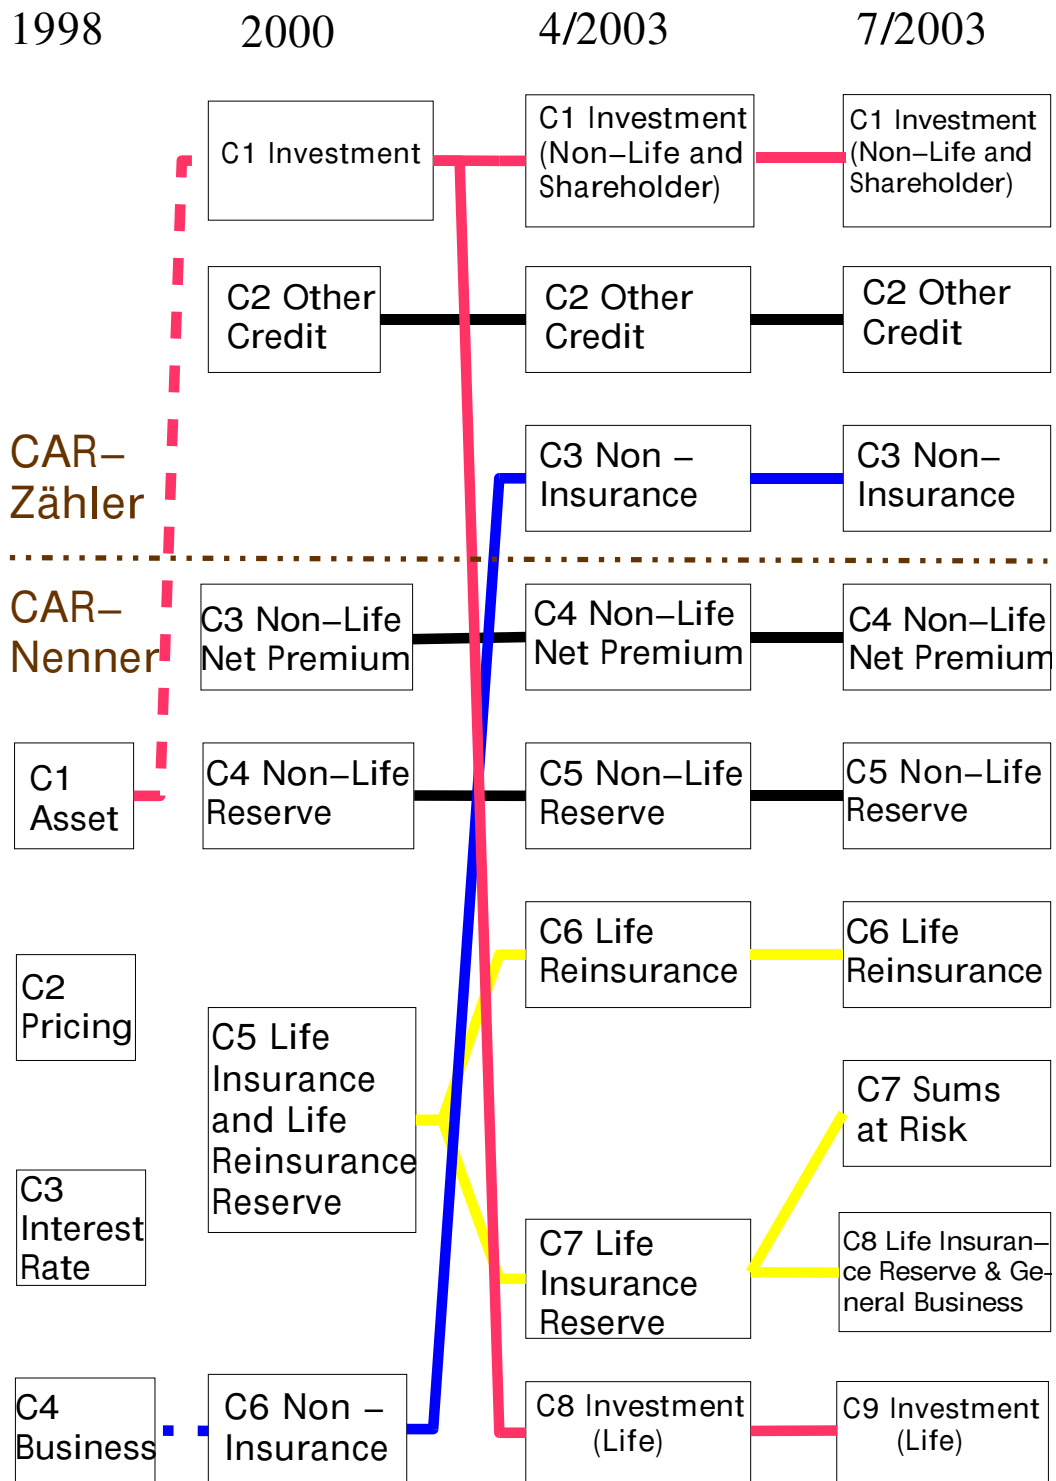 1998
2000
4/2003
7/2003
C1 Investment
C1 Investment
(Non–Life and
Shareholder)
C1 Investment
(Non–Life and
Shareholder)
C2 Other
Credit
C2 Other
Credit
C2 Other
Credit
CAR–
Zähler
C3 Non –
Insurance
C3 Non–
Insurance
CAR–
Nenner
C3 Non–Life
Net Premium
C4 Non–Life
Net Premium
C4 Non–Life
Net Premium
C1
Asset
C4 Non–Life
Reserve
C5 Non–Life
Reserve
C5 Non–Life
Reserve
C2
Pricing
C5 Life
Insurance
and Life
Reinsurance
Reserve
C6 Life
Reinsurance
C6 Life
Reinsurance
C7 Sums
at Risk
C3
Interest
Rate
C7 Life
Insurance
Reserve
C8 Life Insuran–
ce Reserve & Ge–
neral Business
C4
Business
C6 Non –
Insurance
C8 Investment
(Life)
C9 Investment
(Life)